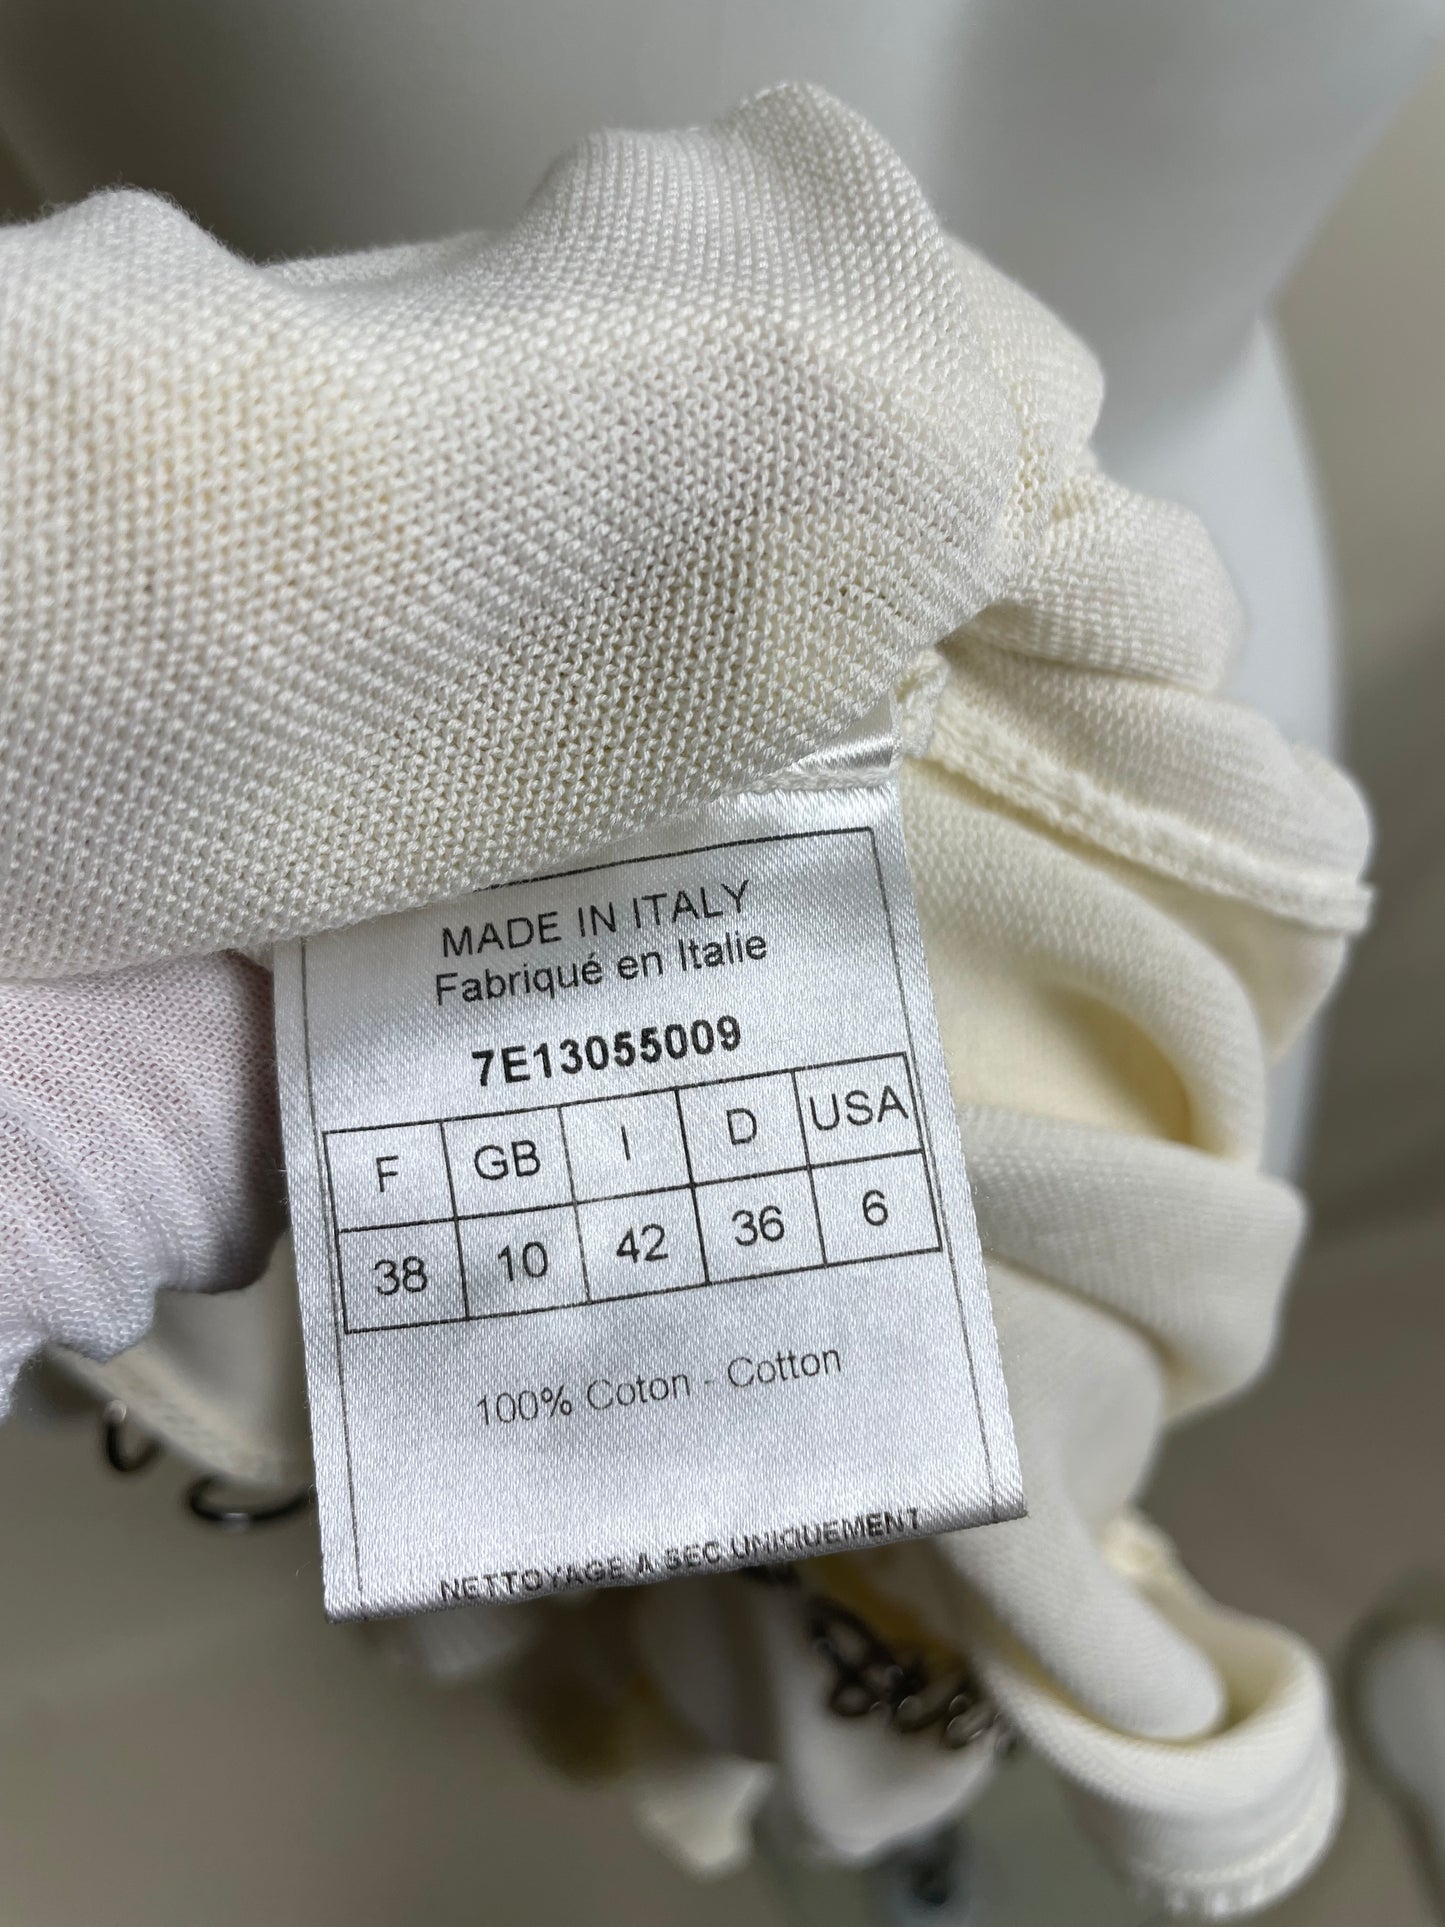 MADE IN ITALY
Fabriqué en Italie
7E13055009
F GB I D USA
38 10 42 36 6
100% Coton - Cotton
NETTOYAGE A SEC UNIQUEMENT